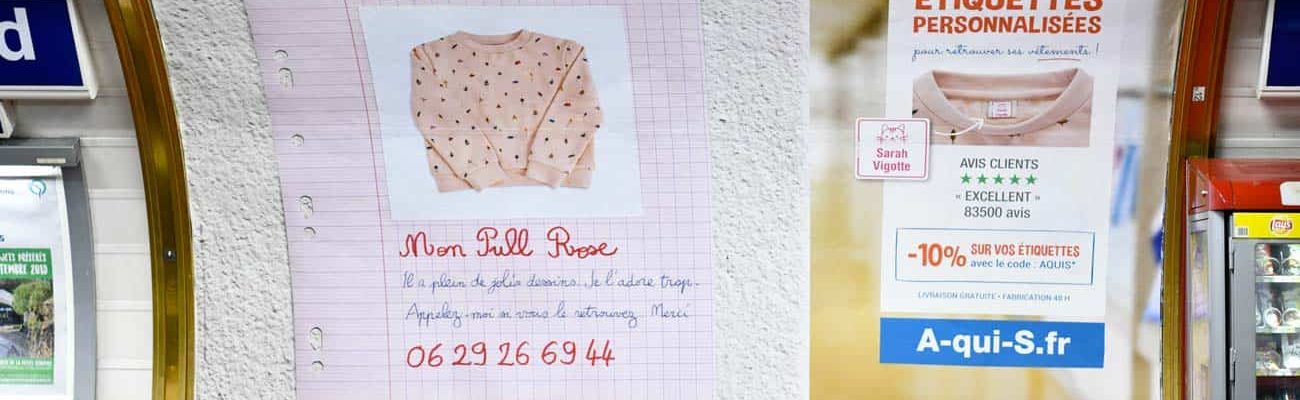 d
Mon Pull Rose
Il a plein de jolis dessins. Je l'adore trop.
Appelez-moi si vous le retrouvez Merci
06 29 26 69 44
ÉTIQUETTES
PERSONNALISÉES
pour retrouver ses vêtements !
Sarah
Vigotte
AVIS CLIENTS
★★★★★
« EXCELLENT »
83500 avis
-10% SUR VOS ÉTIQUETTES
avec le code : AQUIS*
LIVRAISON GRATUITE • FABRICATION 48 H
A-qui-S.fr
Lay's